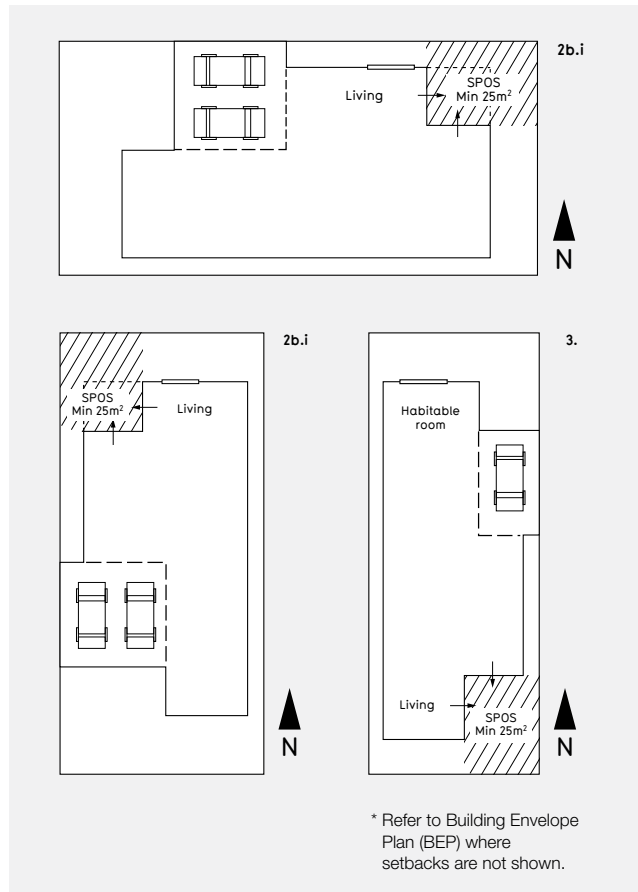 2b.i
SPOS
Min 25m²
Living
N
2b.i
SPOS
Min 25m²
Living
N
3.
Habitable
room
Living
SPOS
Min 25m²
N
* Refer to Building Envelope
Plan (BEP) where
setbacks are not shown.